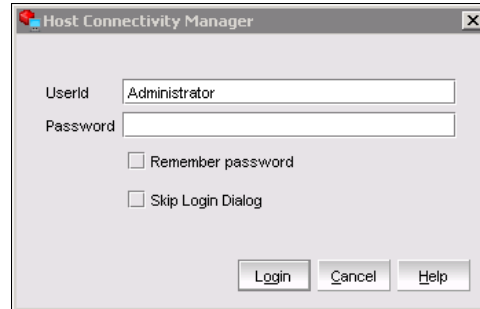 Host Connectivity Manager
UserId Administrator
Password
Remember password
Skip Login Dialog
Login Cancel Help